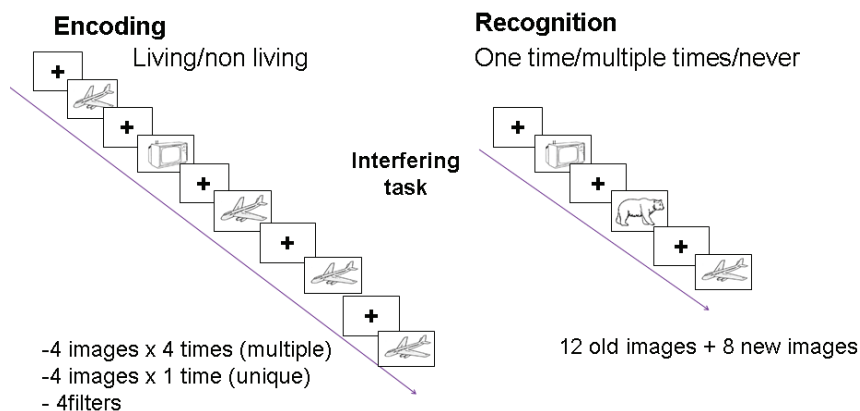 Encoding
Living/non living
Recognition
One time/multiple times/never
Interfering
task
-4 images x 4 times (multiple)
-4 images x 1 time (unique)
- 4filters
12 old images + 8 new images